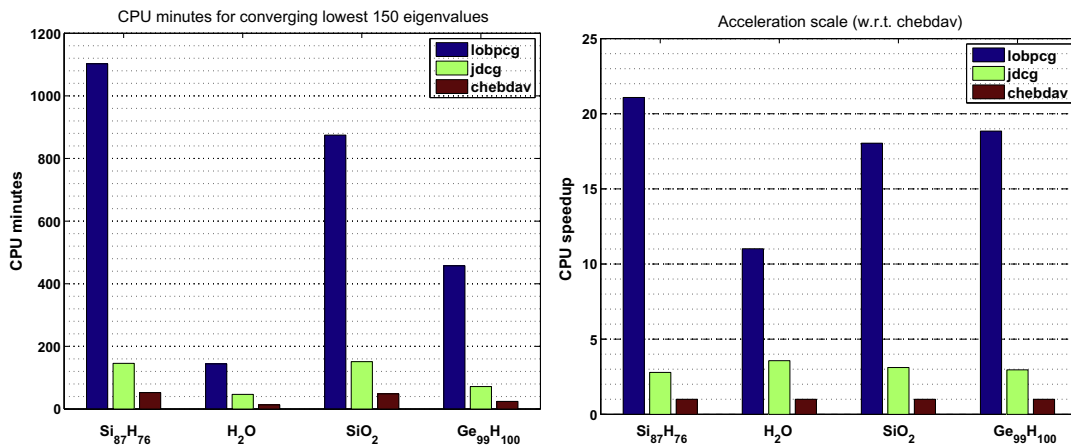 CPU minutes for converging lowest 150 eigenvalues
1200
1000
800
600
400
200
0
CPU minutes
lobpcg
jdcg
chebdav
Si87H76
H2O
SiO2
Ge99H100
Acceleration scale (w.r.t. chebdav)
25
20
15
10
5
0
CPU speedup
lobpcg
jdcg
chebdav
Si87H76
H2O
SiO2
Ge99H100